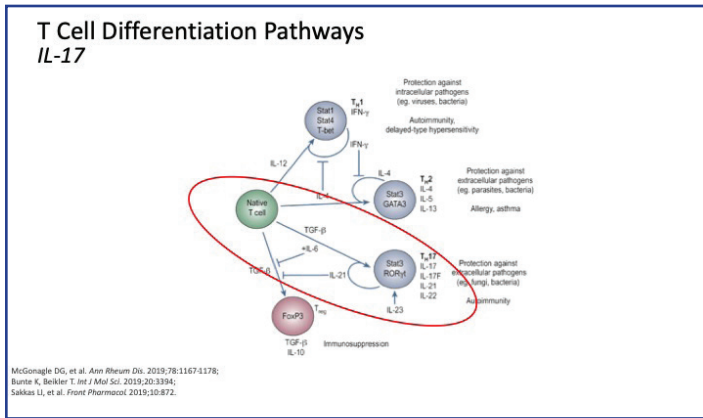 T Cell Differentiation Pathways
IL-17
Protection against
intracellular pathogens
(eg. viruses, bacteria)
Autoimmunity,
delayed-type hypersensitivity
TH1
IFN-γ
Stat1
Stat4
T-bet
IFN-γ
IL-12
IL-4
IL-4
Stat3
GATA3
TH2
IL-4
IL-5
IL-13
Protection against
extracellular pathogens
(eg. parasites, bacteria)
Allergy, asthma
Native
T cell
TGF-β
+IL-6
TGF-β
IL-21
Stat3
RORγt
TH17
IL-17
IL-17F
IL-21
IL-22
Protection against
extracellular pathogens
(eg. fungi, bacteria)
Autoimmunity
IL-23
FoxP3
Treg
TGF-β
IL-10
Immunosuppression
McGonagle DG, et al. Ann Rheum Dis. 2019;78:1167-1178;
Bunte K, Beikler T. Int J Mol Sci. 2019;20:3394;
Sakkas LI, et al. Front Pharmacol. 2019;10:872.